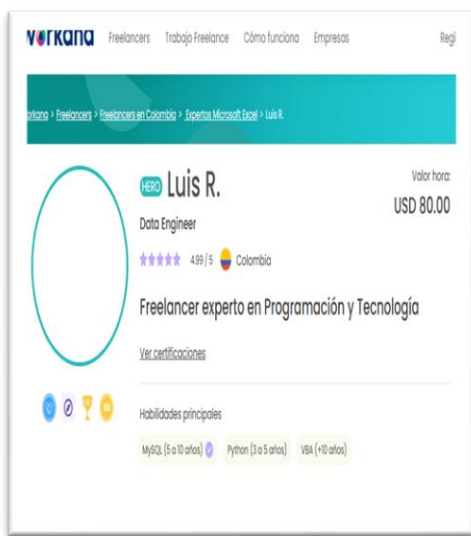 workana Freelancers Trabajo Freelance Cómo funciona Empresas Regi
orkana > Freelancers > Freelancers en Colombia > Expertos Microsoft Excel > Luis R.
HERO Luis R.
Valor hora:
USD 80.00
Data Engineer
4.99 / 5 Colombia
Freelancer experto en Programación y Tecnología
Ver certificaciones
Habilidades principales
MySQL (5 a 10 años) Python (3 a 5 años) VBA (+10 años)